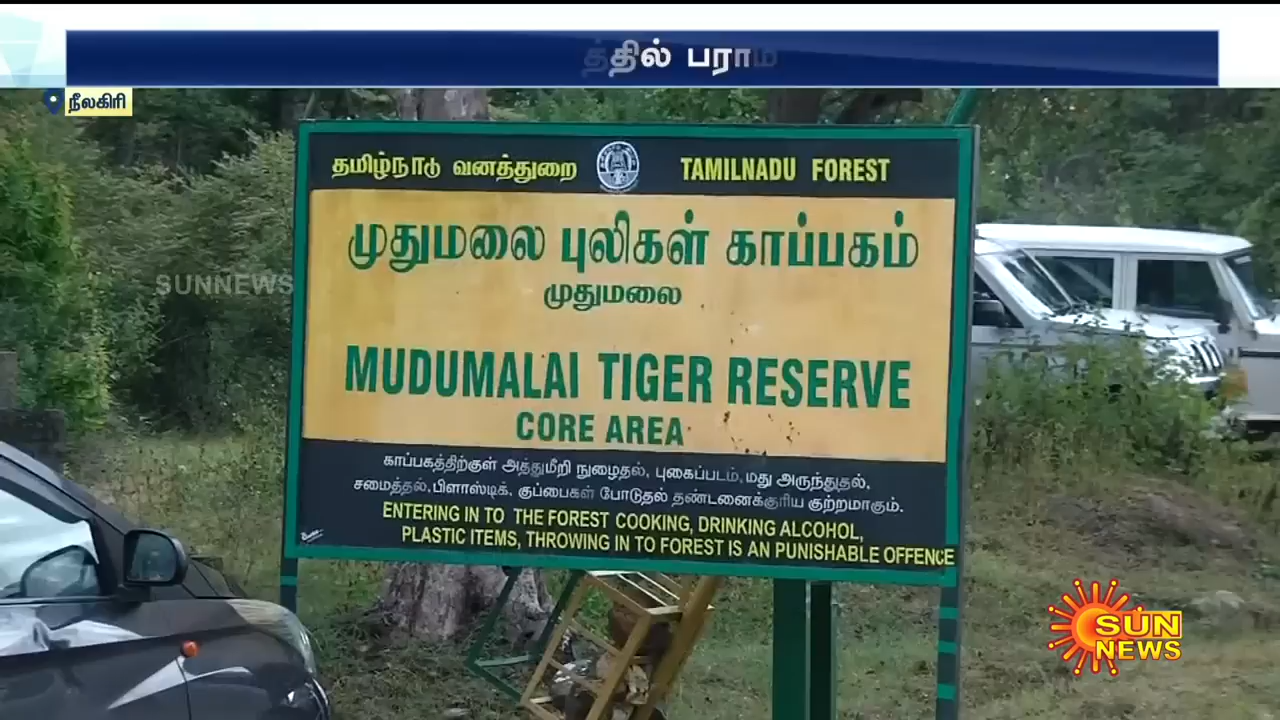 த்தில் பராம
நீலகிரி
தமிழ்நாடு வனத்துறை TAMILNADU FOREST
முதுமலை புலிகள் காப்பகம்
SUNNEWS
முதுமலை
MUDUMALAI TIGER RESERVE
CORE AREA
காப்பகத்திற்குள் அத்துமீறி நுழைதல், புகைப்படம், மது அருந்துதல்,
சமைத்தல், பிளாஸ்டிக், குப்பைகள் போடுதல் தண்டனைக்குரிய குற்றமாகும்.
ENTERING IN TO THE FOREST COOKING, DRINKING ALCOHOL,
PLASTIC ITEMS, THROWING IN TO FOREST IS AN PUNISHABLE OFFENCE
SUN
NEWS